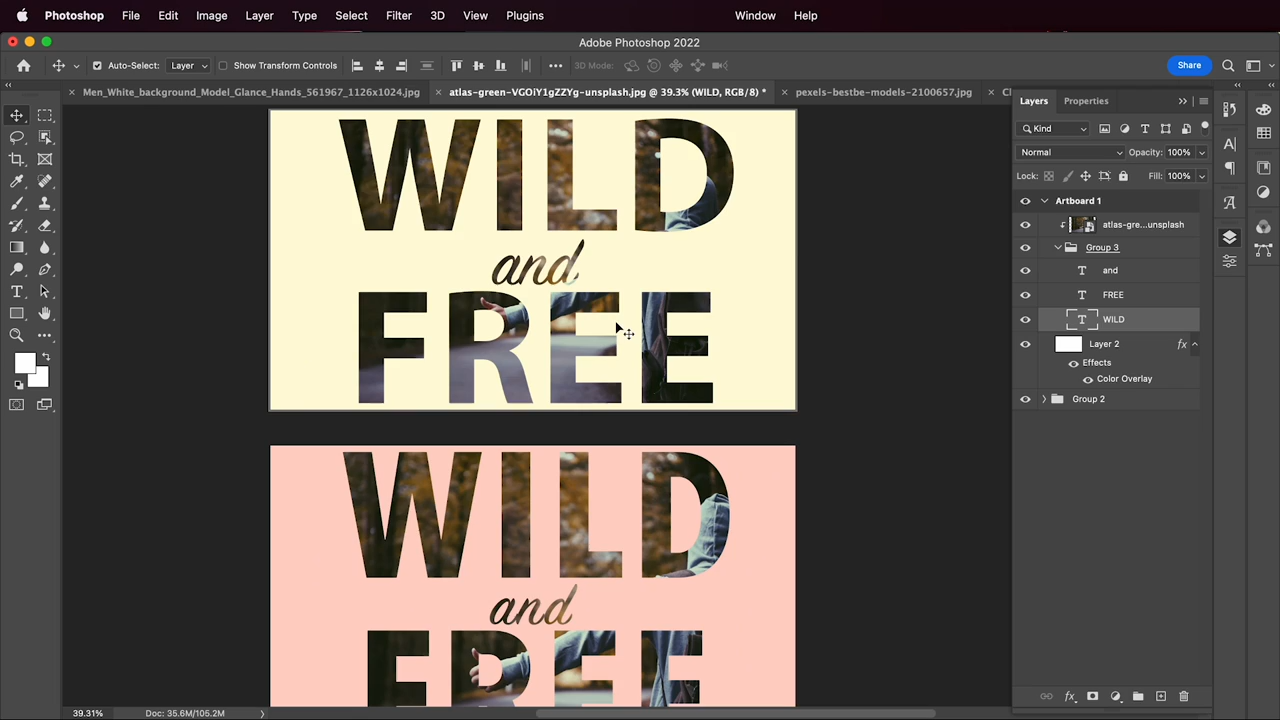 Photoshop File Edit Image Layer Type Select Filter 3D View Plugins Window Help
Adobe Photoshop 2022
Auto-Select: Layer Show Transform Controls 3D Mode: Share
Men_White_background_Model_Glance_Hands_561967_1126x1024.jpg atlas-green-VGOiY1gZZYg-unsplash.jpg @ 39.3% (WILD, RGB/8) * pexels-bestbe-models-2100657.jpg
Layers Properties
Kind
Normal Opacity: 100%
Lock: Fill: 100%
Artboard 1
atlas-gre...unsplash
Group 3
T and
T FREE
T WILD
Layer 2 fx
Effects
Color Overlay
Group 2
WILD
and
FREE
WILD
and
FREE
39.31% Doc: 35.6M/105.2M